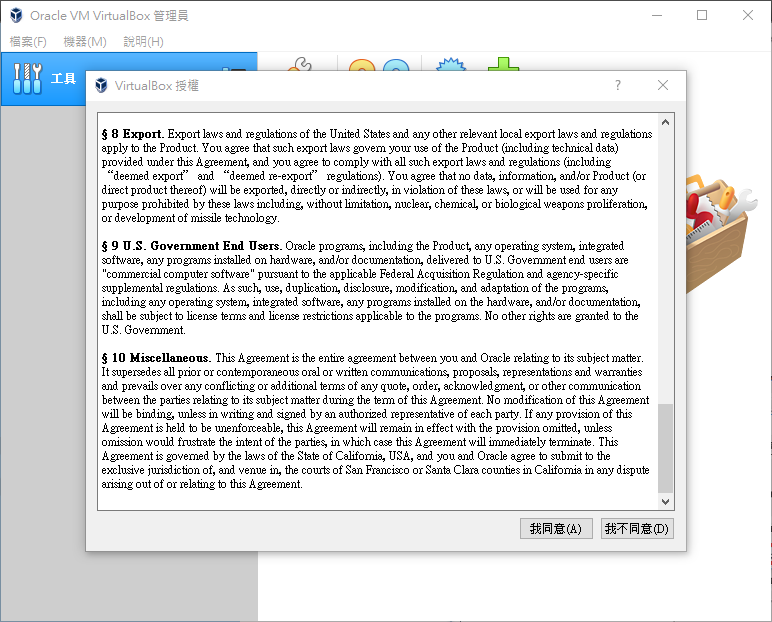 Oracle VM VirtualBox 管理員
檔案(F) 機器(M) 說明(H)
工具
VirtualBox 授權
?
§ 8 Export. Export laws and regulations of the United States and any other relevant local export laws and regulations
apply to the Product. You agree that such export laws govern your use of the Product (including technical data)
provided under this Agreement, and you agree to comply with all such export laws and regulations (including
“deemed export” and “deemed re-export” regulations). You agree that no data, information, and/or Product (or
direct product thereof) will be exported, directly or indirectly, in violation of these laws, or will be used for any
purpose prohibited by these laws including, without limitation, nuclear, chemical, or biological weapons proliferation,
or development of missile technology.
§ 9 U.S. Government End Users. Oracle programs, including the Product, any operating system, integrated
software, any programs installed on hardware, and/or documentation, delivered to U.S. Government end users are
"commercial computer software" pursuant to the applicable Federal Acquisition Regulation and agency-specific
supplemental regulations. As such, use, duplication, disclosure, modification, and adaptation of the programs,
including any operating system, integrated software, any programs installed on the hardware, and/or documentation,
shall be subject to license terms and license restrictions applicable to the programs. No other rights are granted to the
U.S. Government.
§ 10 Miscellaneous. This Agreement is the entire agreement between you and Oracle relating to its subject matter.
It supersedes all prior or contemporaneous oral or written communications, proposals, representations and warranties
and prevails over any conflicting or additional terms of any quote, order, acknowledgment, or other communication
between the parties relating to its subject matter during the term of this Agreement. No modification of this Agreement
will be binding, unless in writing and signed by an authorized representative of each party. If any provision of this
Agreement is held to be unenforceable, this Agreement will remain in effect with the provision omitted, unless
omission would frustrate the intent of the parties, in which case this Agreement will immediately terminate. This
Agreement is governed by the laws of the State of California, USA, and you and Oracle agree to submit to the
exclusive jurisdiction of, and venue in, the courts of San Francisco or Santa Clara counties in California in any dispute
arising out of or relating to this Agreement.
我同意(A) 我不同意(D)